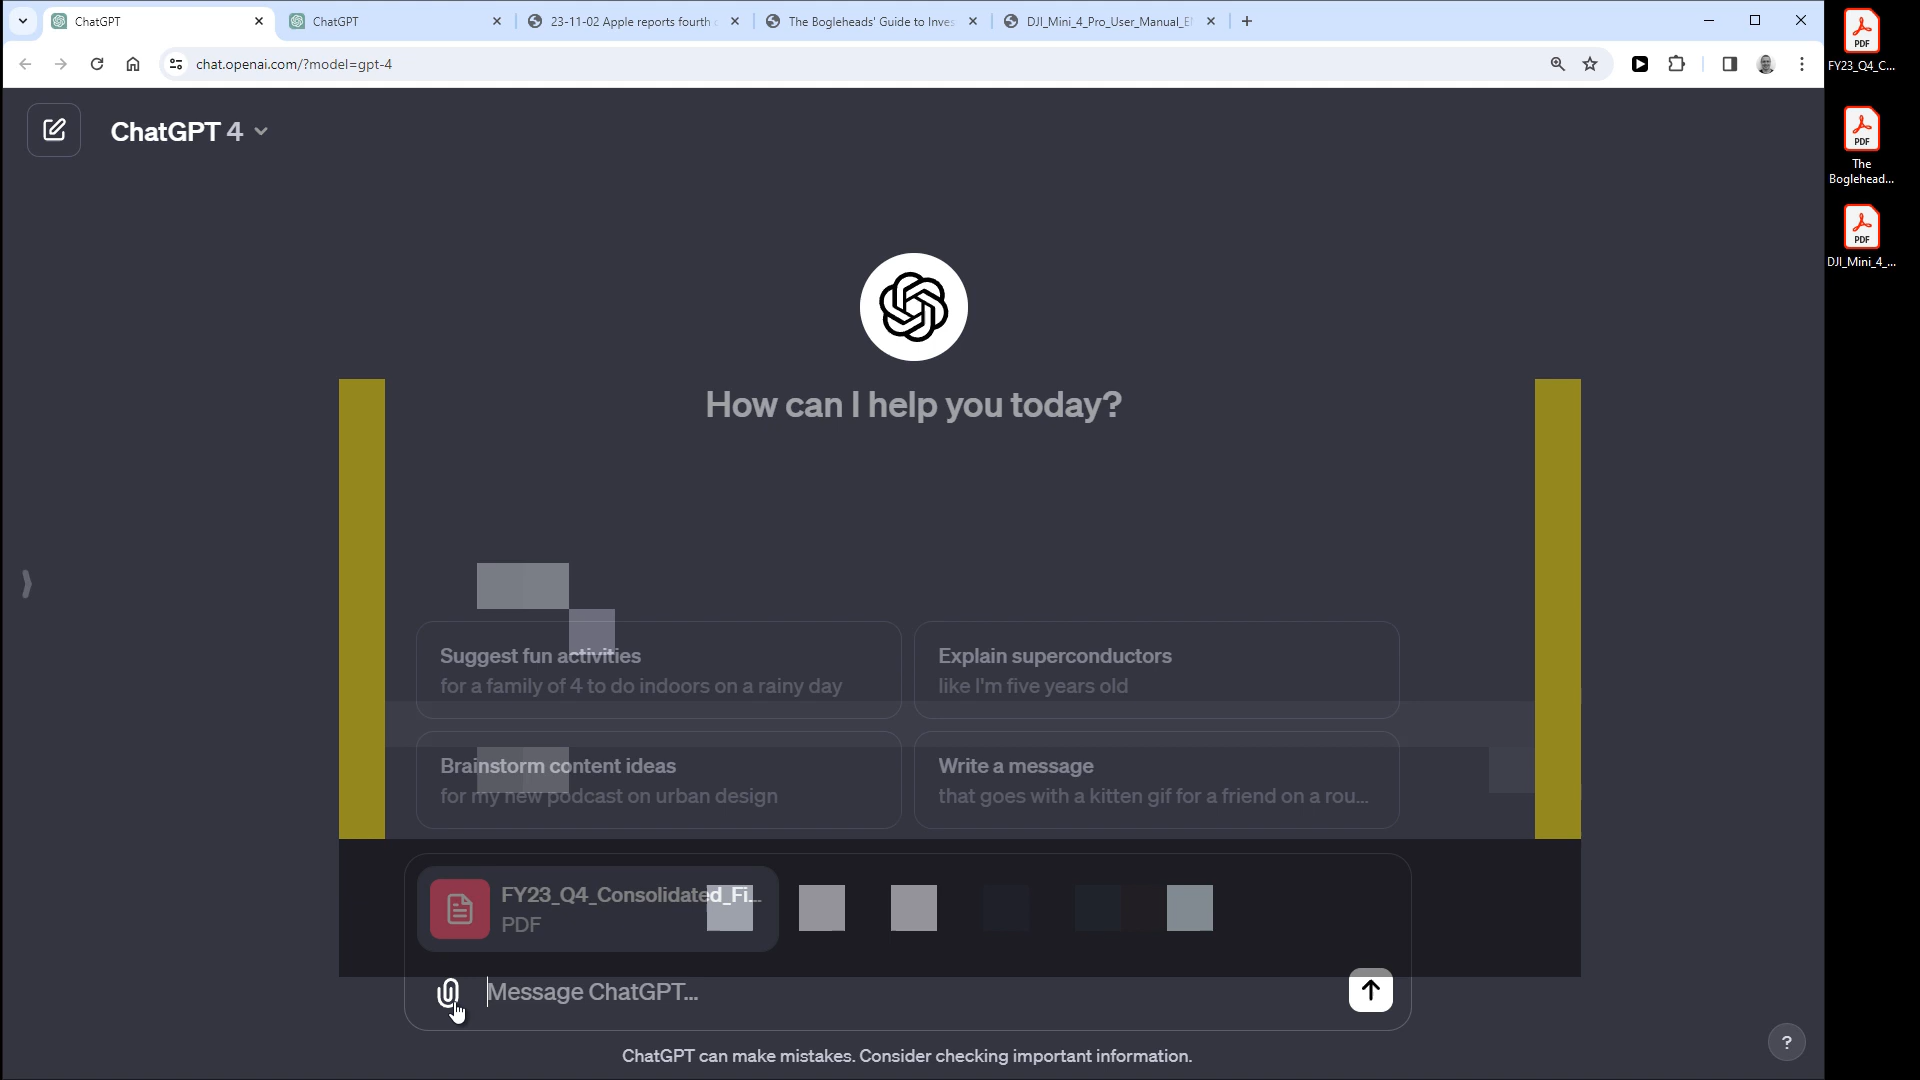 ChatGPT
ChatGPT
23-11-02 Apple reports fourth
The Bogleheads' Guide to Inves
DJI_Mini_4_Pro_User_Manual_E
chat.openai.com/?model=gpt-4
FY23_Q4_C...
The
Boglehead...
DJI_Mini_4_...
PDF
PDF
PDF
ChatGPT 4
How can I help you today?
Suggest fun activities
for a family of 4 to do indoors on a rainy day
Explain superconductors
like I'm five years old
Brainstorm content ideas
for my new podcast on urban design
Write a message
that goes with a kitten gif for a friend on a rou...
FY23_Q4_Consolidated_Fi...
PDF
Message ChatGPT...
ChatGPT can make mistakes. Consider checking important information.
?